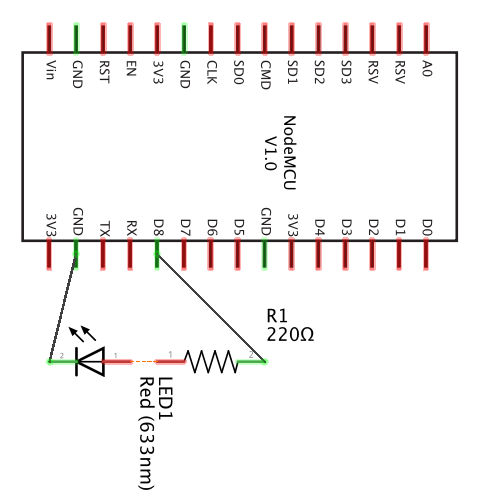 Vin GND RST EN 3V3 GND CLK SD0 CMD SD1 SD2 SD3 RSV RSV A0
NodeMCU
V1.0
3V3 GND TX RX D8 D7 D6 D5 GND 3V3 D4 D3 D2 D1 D0
R1
220Ω
2 1 1 2
LED1
Red (633nm)